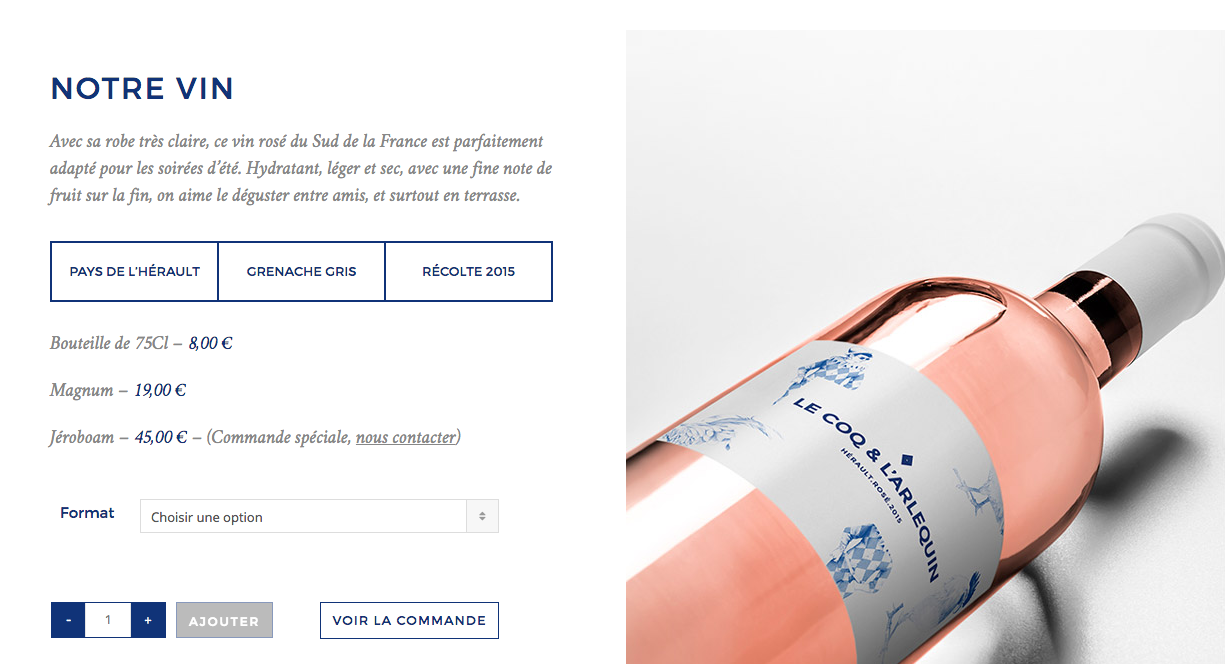 NOTRE VIN
Avec sa robe très claire, ce vin rosé du Sud de la France est parfaitement
adapté pour les soirées d’été. Hydratant, léger et sec, avec une fine note de
fruit sur la fin, on aime le déguster entre amis, et surtout en terrasse.
PAYS DE L’HÉRAULT
GRENACHE GRIS
RÉCOLTE 2015
Bouteille de 75Cl – 8,00 €
Magnum – 19,00 €
Jéroboam – 45,00 € – (Commande spéciale, nous contacter)
Format
Choisir une option
- 1 +
AJOUTER
VOIR LA COMMANDE
LE COQ & L’ARLEQUIN
HÉRAULT.ROSÉ.2015